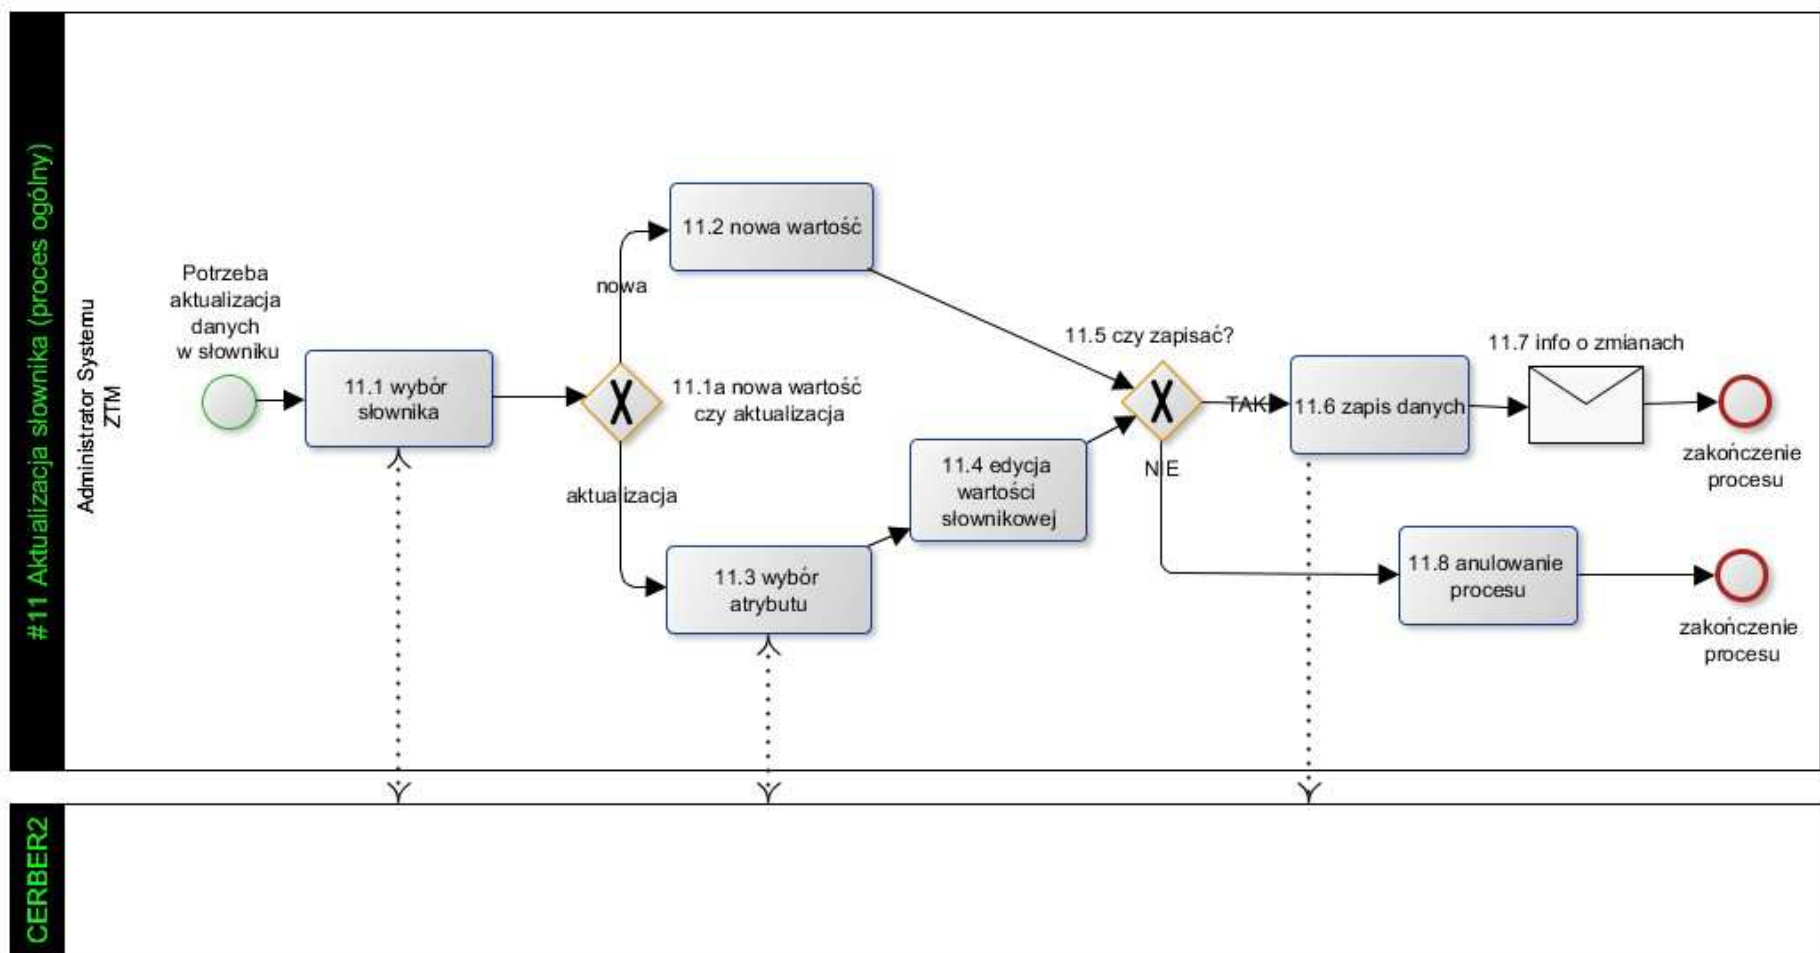 #11 Aktualizacja słownika (proces ogólny)
Administrator Systemu
ZTM
Potrzeba
aktualizacja
danych
w słowniku
11.1 wybór
słownika
11.1a nowa wartość
czy aktualizacja
nowa
11.2 nowa wartość
aktualizacja
11.3 wybór
atrybutu
11.4 edycja
wartości
słownikowej
11.5 czy zapisać?
TAK
11.6 zapis danych
11.7 info o zmianach
zakończenie
procesu
NIE
11.8 anulowanie
procesu
zakończenie
procesu
CERBER2